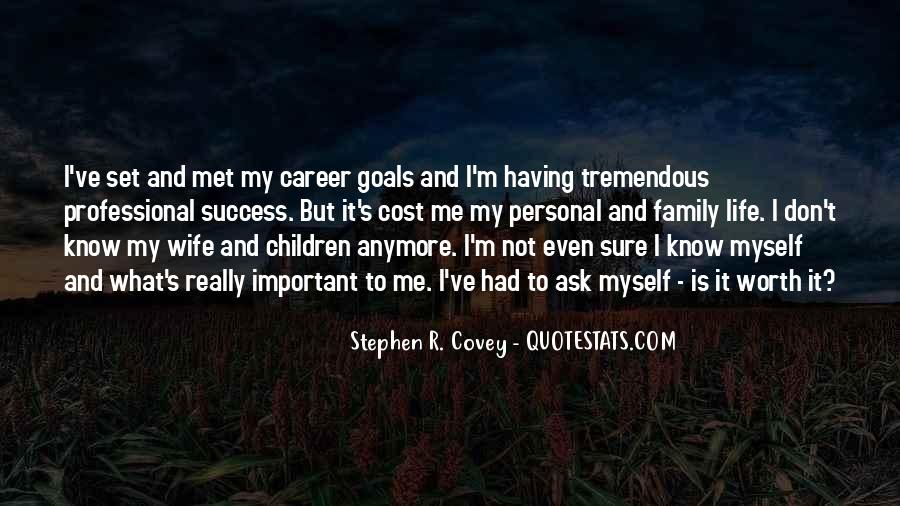 I've set and met my career goals and I'm having tremendous
professional success. But it's cost me my personal and family life. I don't
know my wife and children anymore. I'm not even sure I know myself
and what's really important to me. I've had to ask myself - is it worth it?
Stephen R. Covey - QUOTESTATS.COM